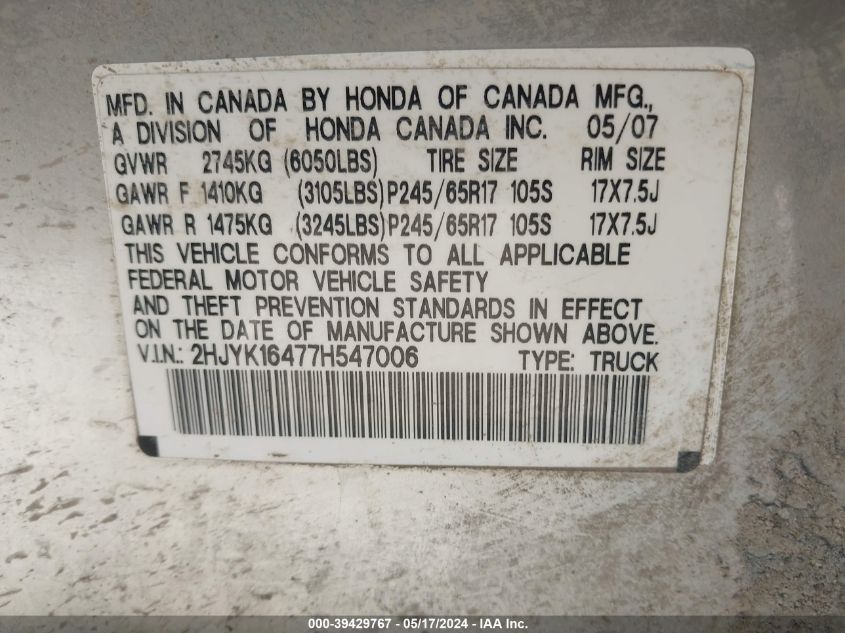 MFD. IN CANADA BY HONDA OF CANADA MFG.,
A DIVISION OF HONDA CANADA INC. 05/07
GVWR 2745KG (6050LBS) TIRE SIZE RIM SIZE
GAWR F 1410KG (3105LBS) P245/65R17 105S 17X7.5J
GAWR R 1475KG (3245LBS) P245/65R17 105S 17X7.5J
THIS VEHICLE CONFORMS TO ALL APPLICABLE
FEDERAL MOTOR VEHICLE SAFETY
AND THEFT PREVENTION STANDARDS IN EFFECT
ON THE DATE OF MANUFACTURE SHOWN ABOVE.
V.I.N.: 2HJYK16477H547006 TYPE: TRUCK
000-39429767 - 05/17/2024 - IAA Inc.